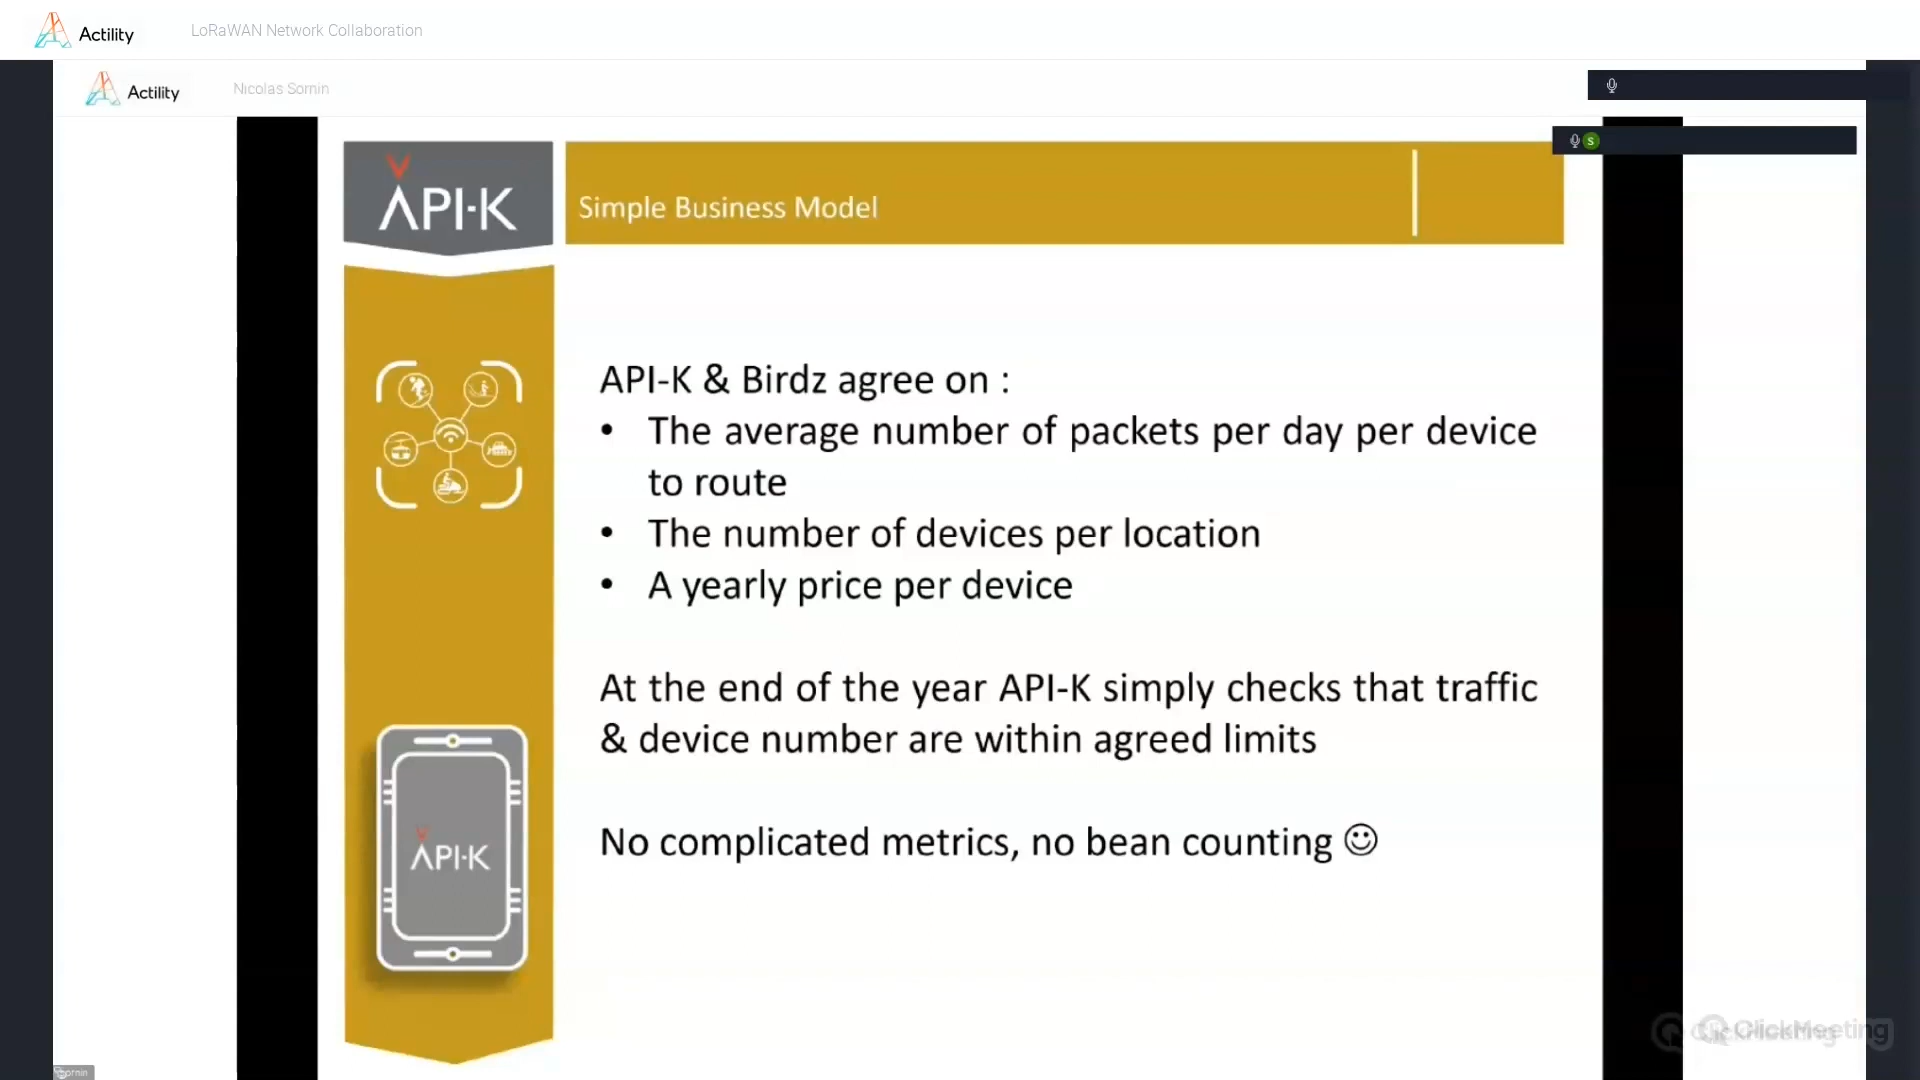 Actility
LoRaWAN Network Collaboration
Actility
Nicolas Sornin
API-K
Simple Business Model
S
API-K & Birdz agree on :
• The average number of packets per day per device
to route
• The number of devices per location
• A yearly price per device
At the end of the year API-K simply checks that traffic
& device number are within agreed limits
No complicated metrics, no bean counting ☺
API-K
ClickMeeting